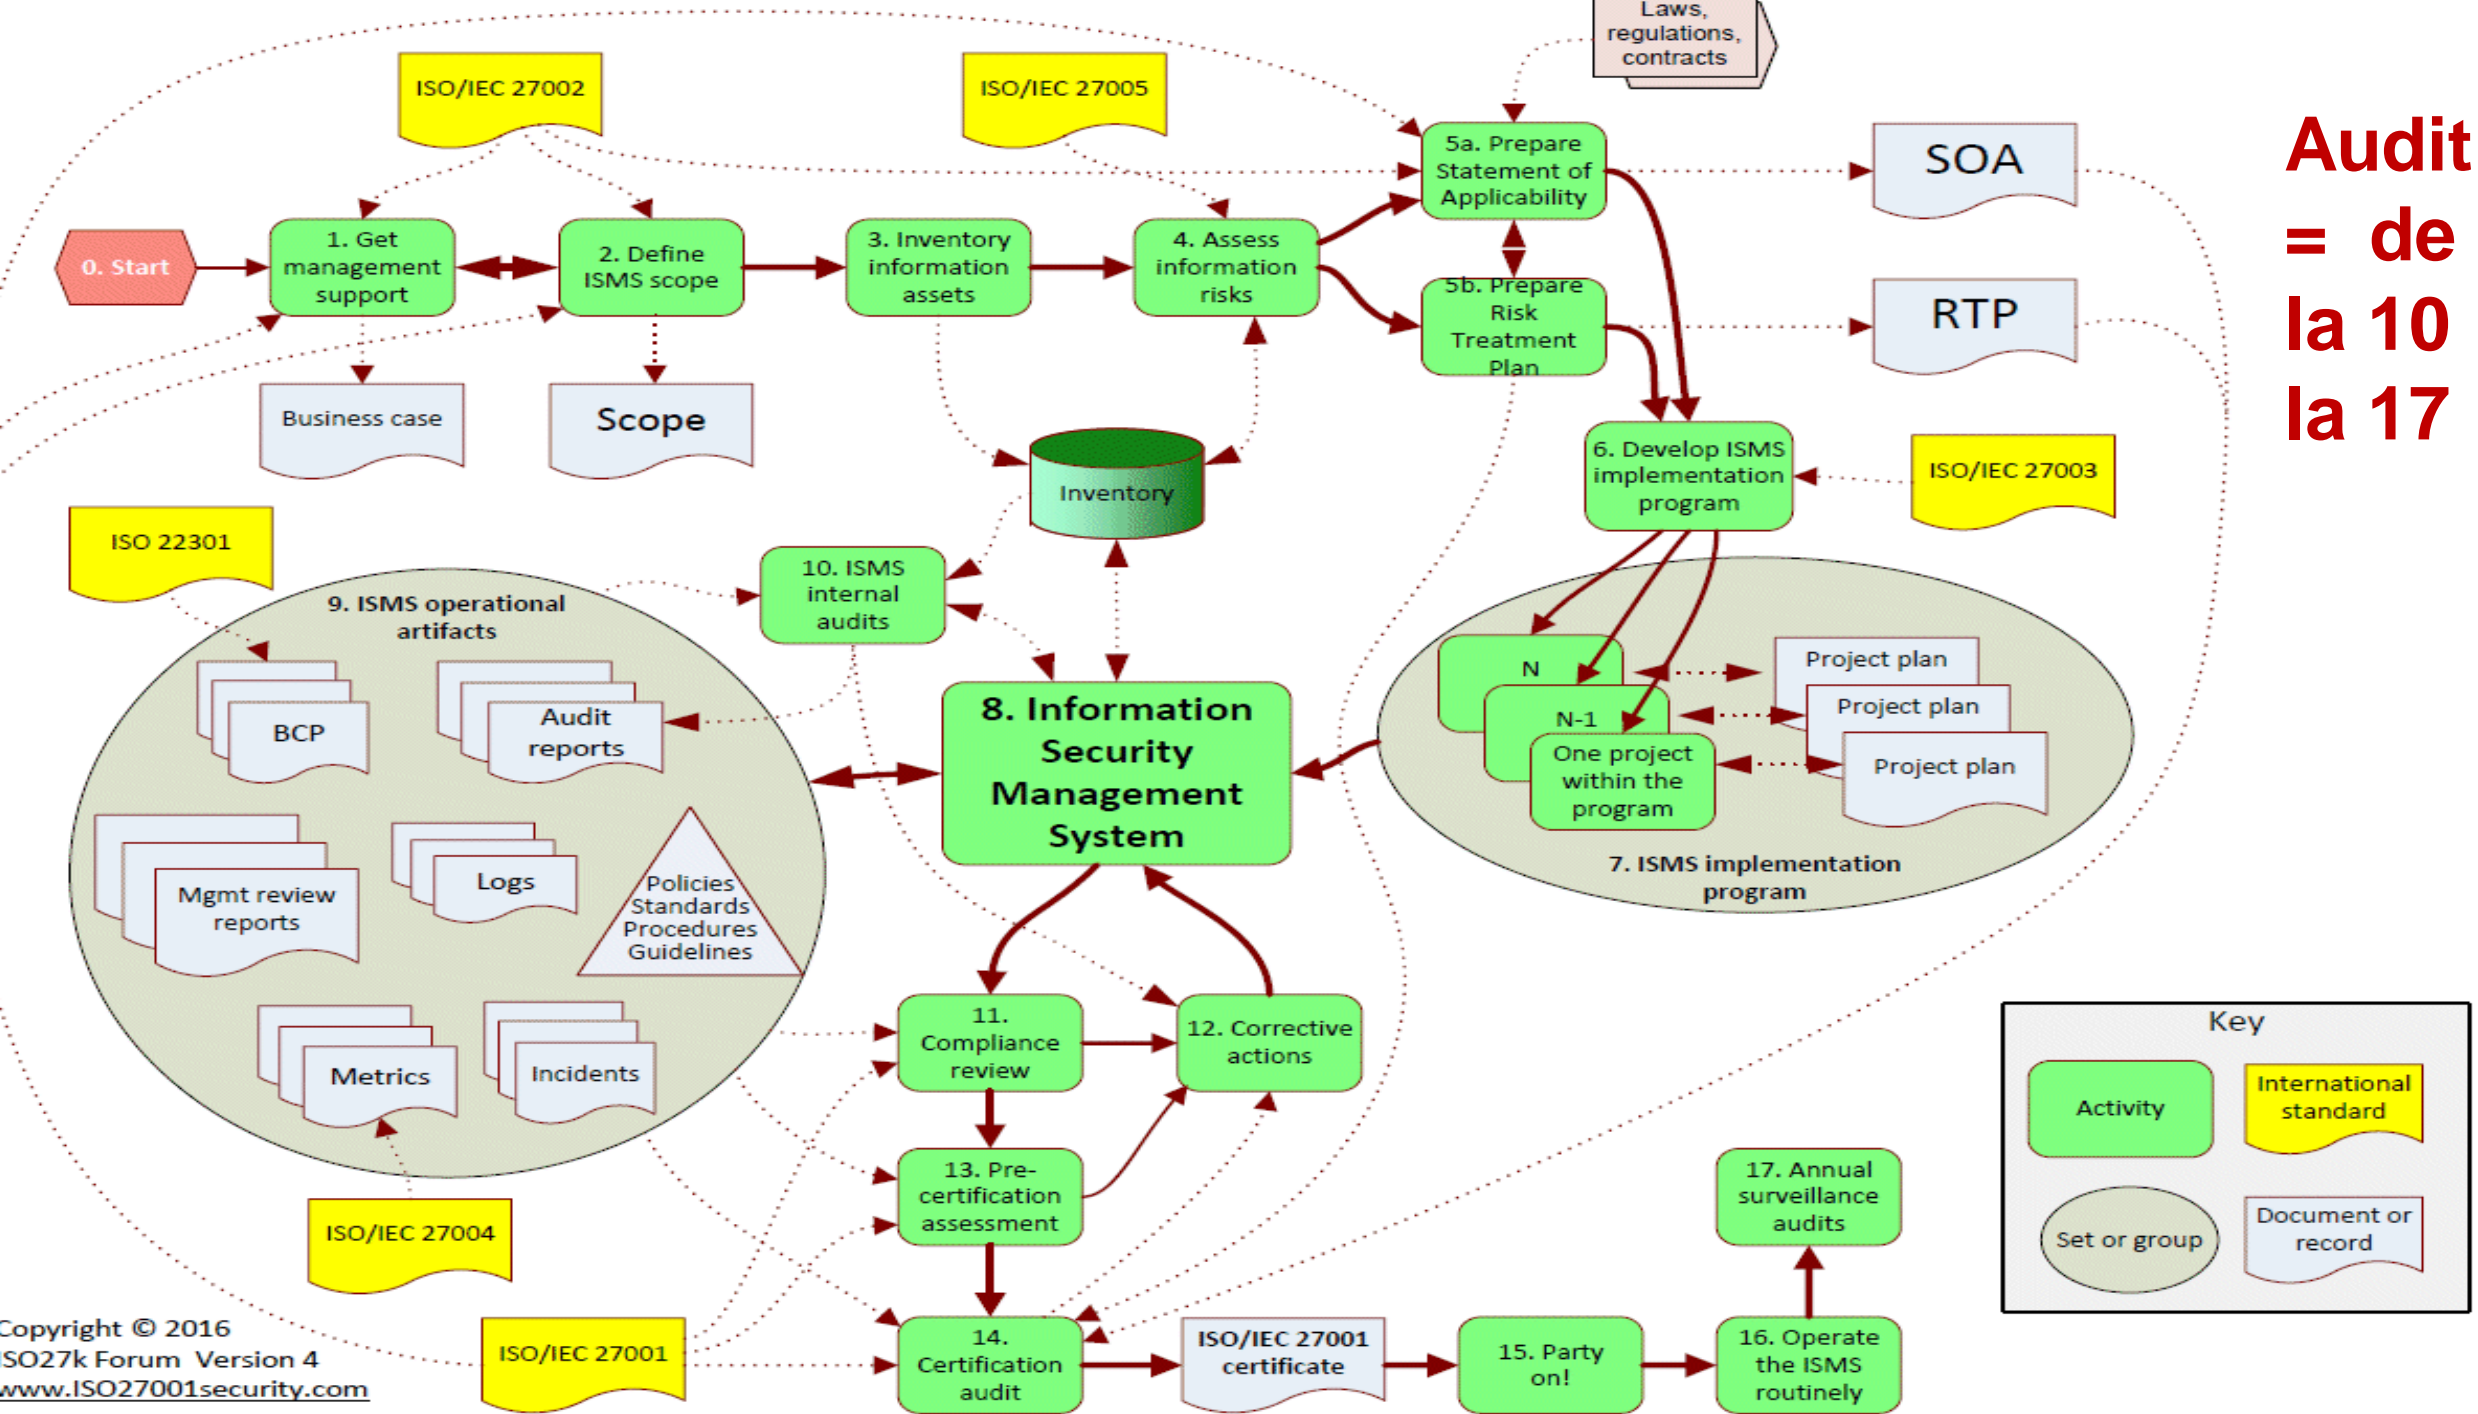 Laws,
regulations,
contracts
ISO/IEC 27002
ISO/IEC 27005
5a. Prepare
Statement of
Applicability
SOA
Audit
= de
la 10
la 17
0. Start
1. Get
management
support
2. Define
ISMS scope
3. Inventory
information
assets
4. Assess
information
risks
5b. Prepare
Risk
Treatment
Plan
RTP
Business case
Scope
Inventory
6. Develop ISMS
implementation
program
ISO/IEC 27003
ISO 22301
10. ISMS
internal
audits
9. ISMS operational
artifacts
BCP
Audit
reports
Mgmt review
reports
Logs
Policies
Standards
Procedures
Guidelines
Metrics
Incidents
8. Information
Security
Management
System
N
N-1
One project
within the
program
Project plan
Project plan
Project plan
7. ISMS implementation
program
11.
Compliance
review
12. Corrective
actions
13. Pre-
certification
assessment
14.
Certification
audit
ISO/IEC 27004
ISO/IEC 27001
ISO/IEC 27001
certificate
15. Party
on!
16. Operate
the ISMS
routinely
17. Annual
surveillance
audits
Key
Activity
International
standard
Set or group
Document or
record
Copyright © 2016
ISO27k Forum Version 4
www.ISO27001security.com